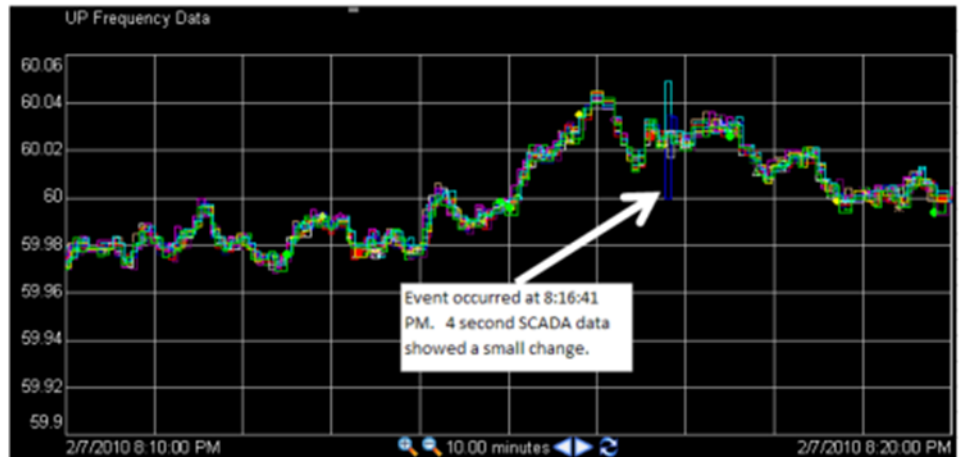 UP Frequency Data
60.06
60.04
60.02
60
59.98
59.96
59.94
59.92
59.9
Event occurred at 8:16:41
PM. 4 second SCADA data
showed a small change.
2/7/2010 8:10:00 PM 10.00 minutes 2/7/2010 8:20:00 PM